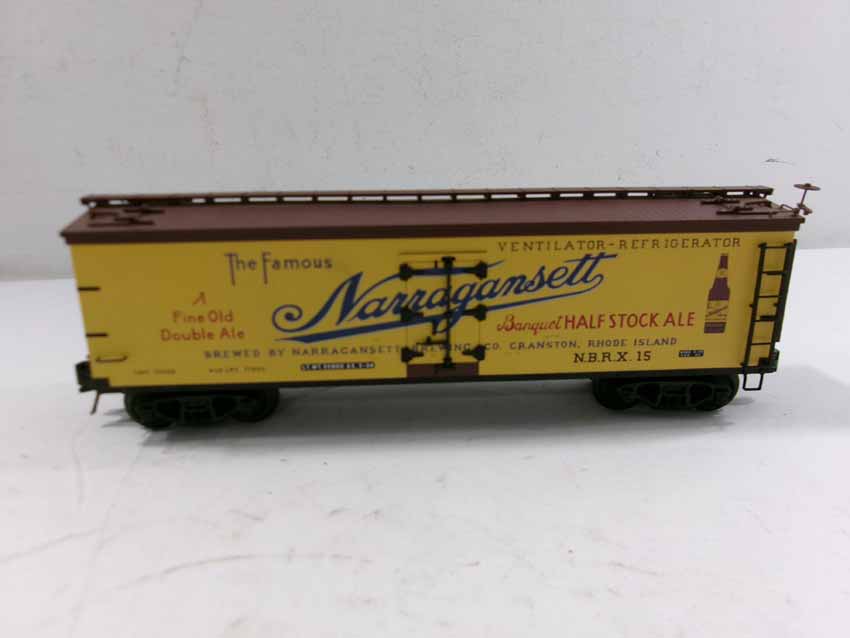 The Famous
VENTILATOR-REFRIGERATOR
Narragansett
A
Fine Old
Double Ale
Banquet HALF STOCK ALE
BREWED BY NARRAGANSETT BREWING CO. CRANSTON, RHODE ISLAND
N.B.R.X. 15